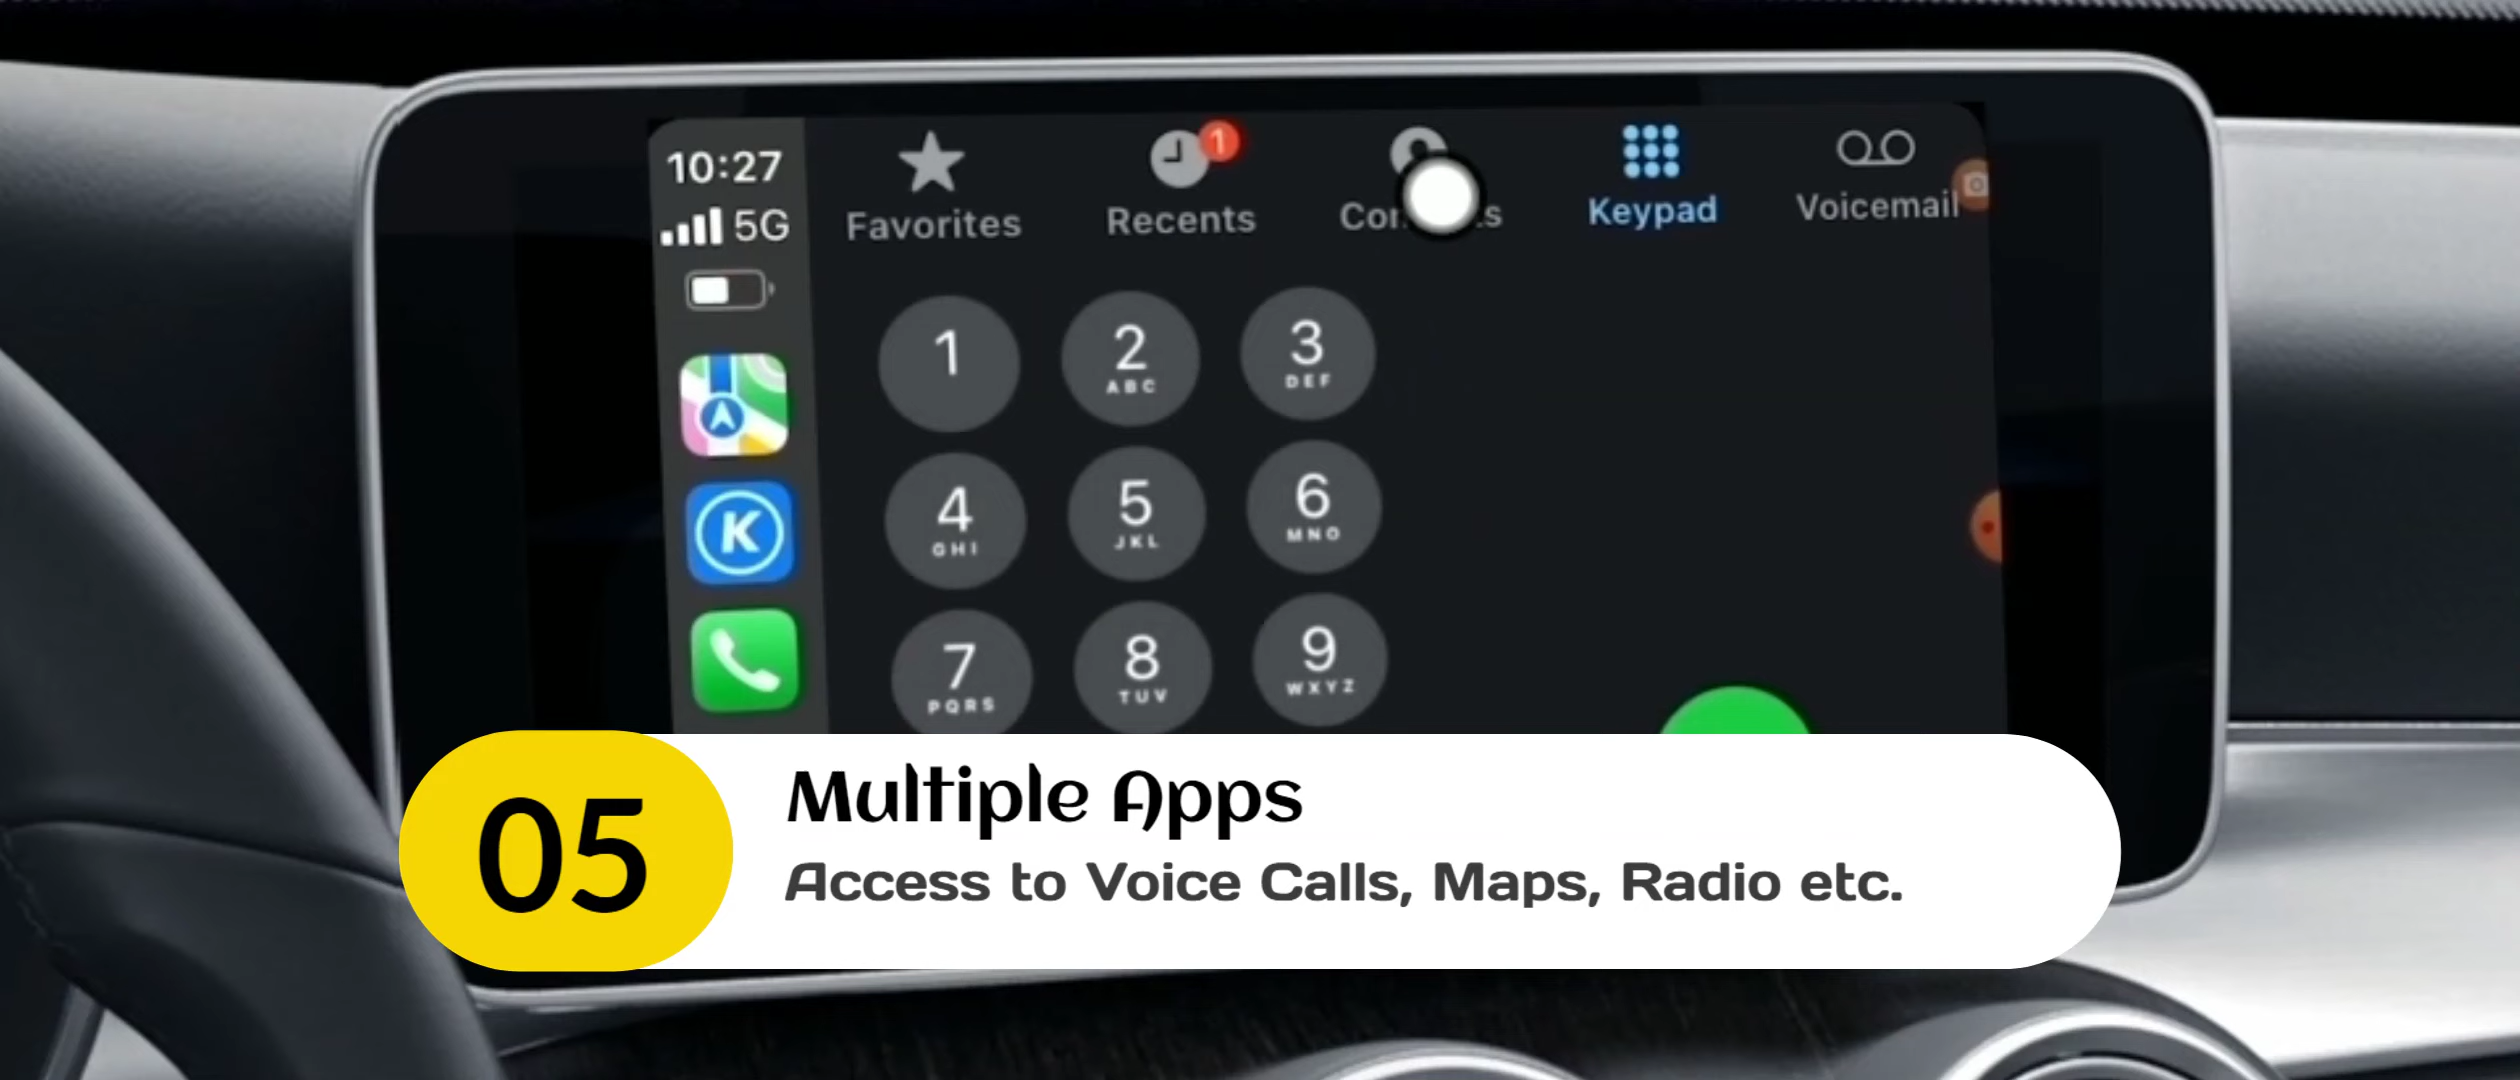 10:27
5G
Favorites
1
Recents
Keypad
Voicemail
1
2
ABC
3
DEF
4
GHI
5
JKL
6
MNO
K
7
PQRS
8
TUV
9
WXYZ
05
Multiple Apps
Access to Voice Calls, Maps, Radio etc.